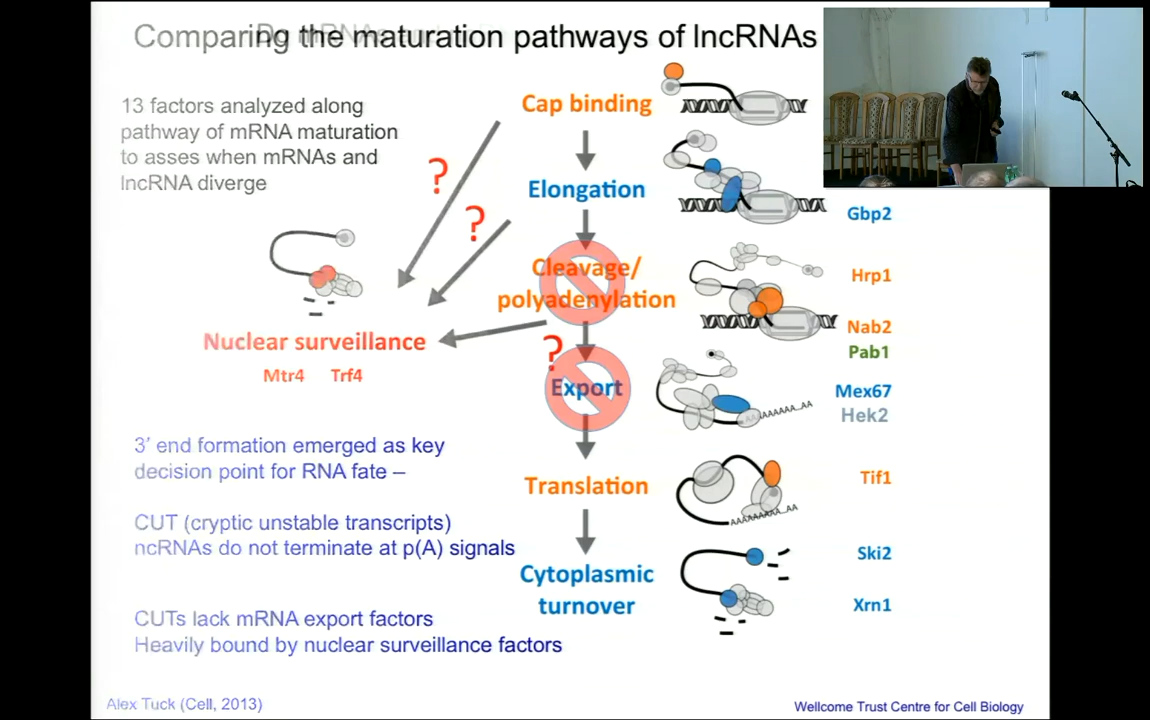 Comparing the maturation pathways of lncRNAs
13 factors analyzed along
pathway of mRNA maturation
to asses when mRNAs and
lncRNA diverge
Cap binding
?
Elongation
?
Gbp2
Cleavage/
polyadenylation
Hrp1
Nab2
Pab1
Nuclear surveillance
Mtr4 Trf4
?
Export
Mex67
Hek2
AAAAAAA_AA
3’ end formation emerged as key
decision point for RNA fate –
Translation
Tif1
AAAAAAAA_AA
CUT (cryptic unstable transcripts)
ncRNAs do not terminate at p(A) signals
Cytoplasmic
turnover
Ski2
Xrn1
CUTs lack mRNA export factors
Heavily bound by nuclear surveillance factors
Alex Tuck (Cell, 2013)
Wellcome Trust Centre for Cell Biology